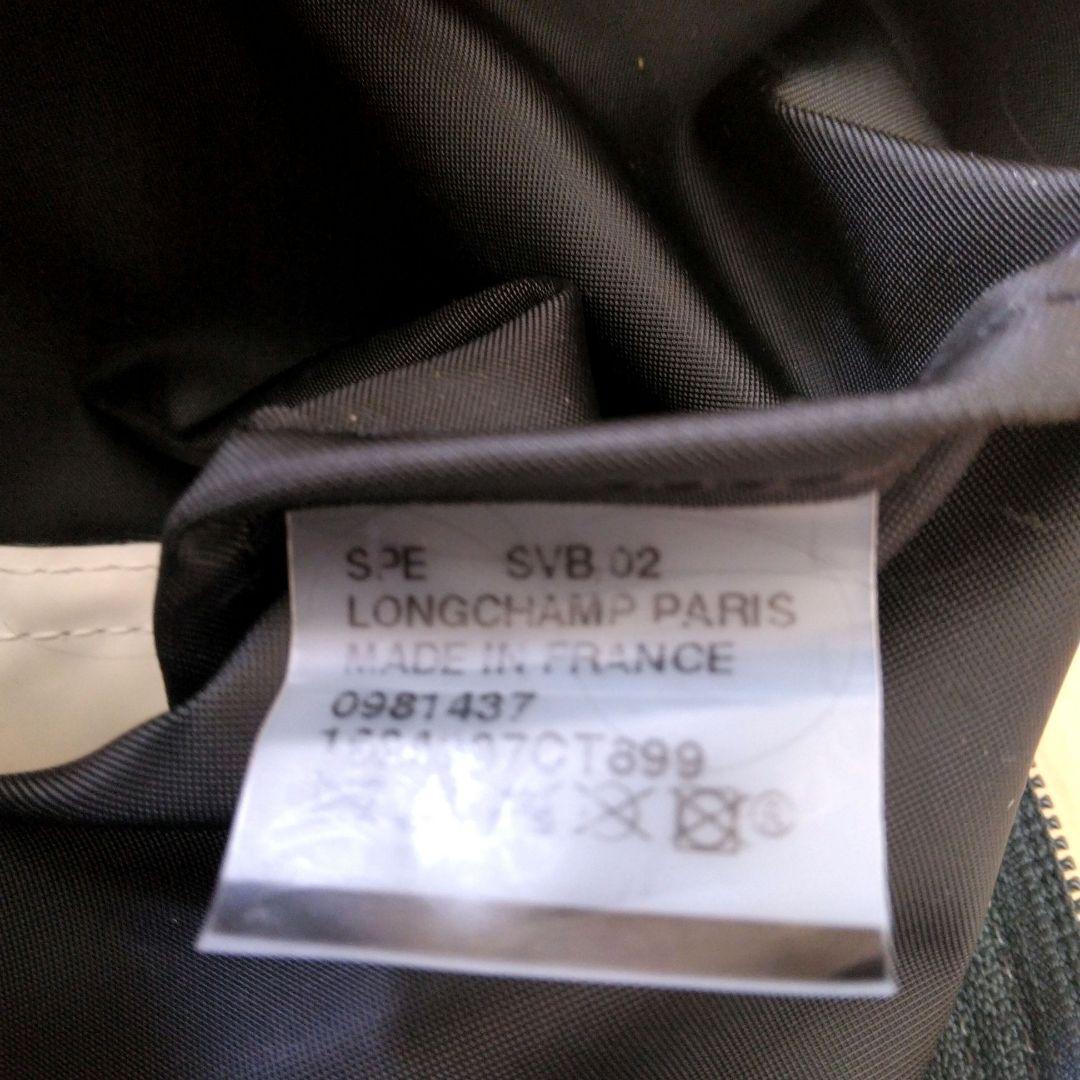 SPE SVB 02
LONGCHAMP PARIS
MADE IN FRANCE
0981437